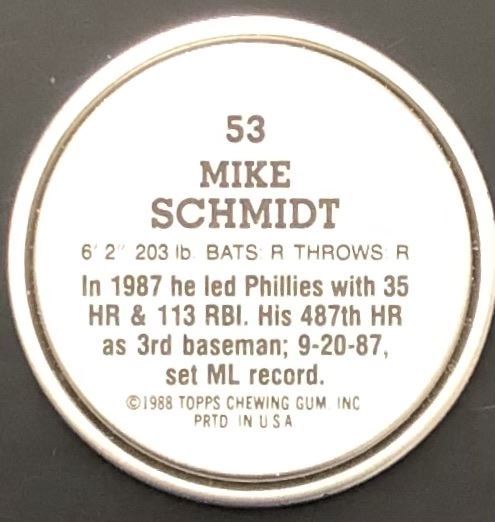 53
MIKE
SCHMIDT
6' 2" 203 lb. BATS: R THROWS: R
In 1987 he led Phillies with 35
HR & 113 RBI. His 487th HR
as 3rd baseman; 9-20-87,
set ML record.
©1988 TOPPS CHEWING GUM, INC
PRTD IN U S A